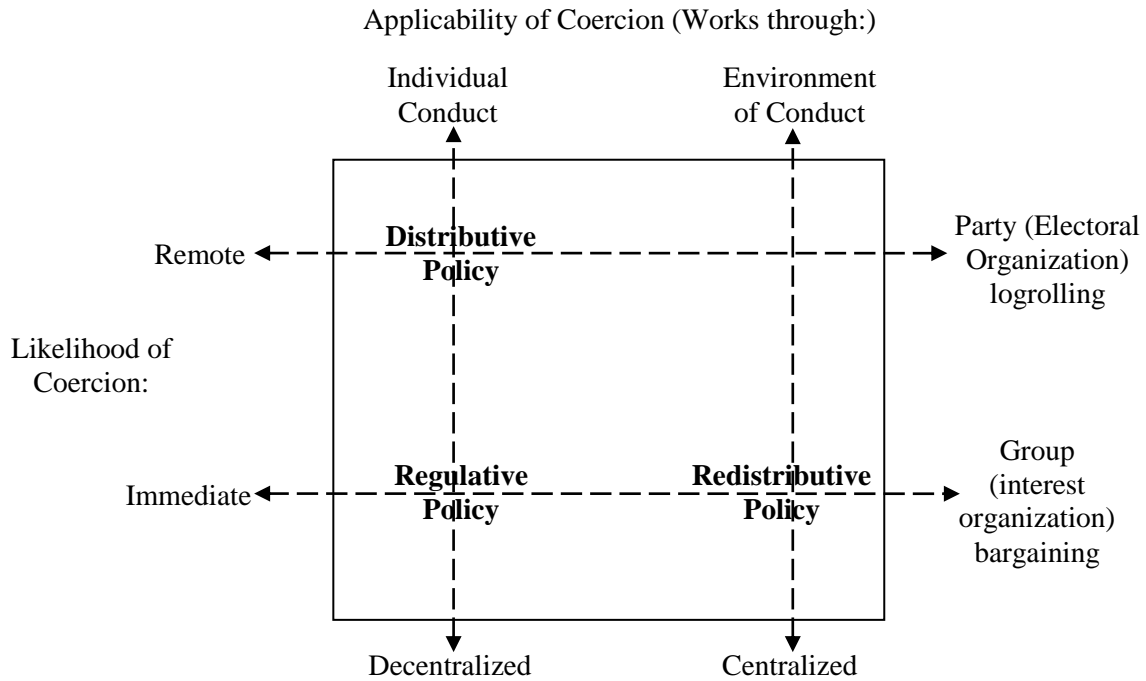 Applicability of Coercion (Works through:)
Individual
Conduct
Environment
of Conduct
Remote
Distributive
Policy
Party (Electoral
Organization)
logrolling
Likelihood of
Coercion:
Immediate
Regulative
Policy
Redistributive
Policy
Group
(interest
organization)
bargaining
Decentralized
Centralized